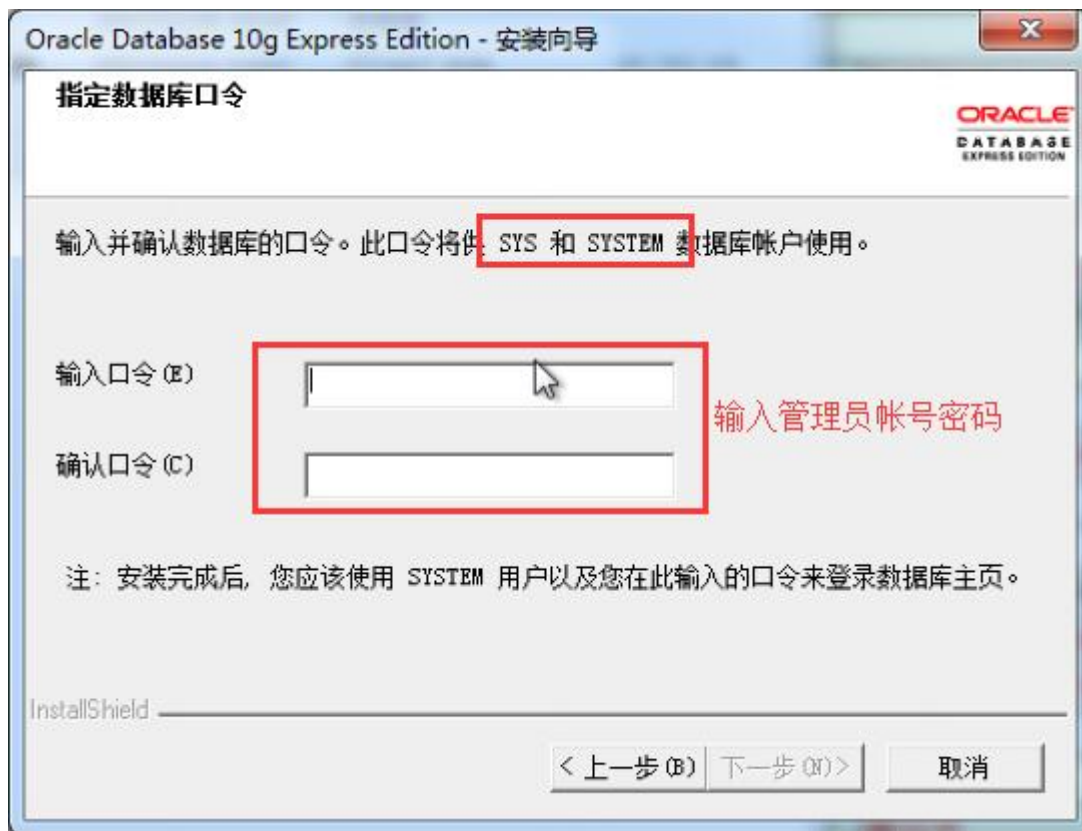 Oracle Database 10g Express Edition - 安装向导
指定数据库口令
ORACLE
DATABASE
EXPRESS EDITION
输入并确认数据库的口令。此口令将供 SYS 和 SYSTEM 数据库帐户使用。
输入口令(E)
输入管理员帐号密码
确认口令(C)
注: 安装完成后, 您应该使用 SYSTEM 用户以及您在此输入的口令来登录数据库主页。
InstallShield
< 上一步(B) 下一步(N)> 取消